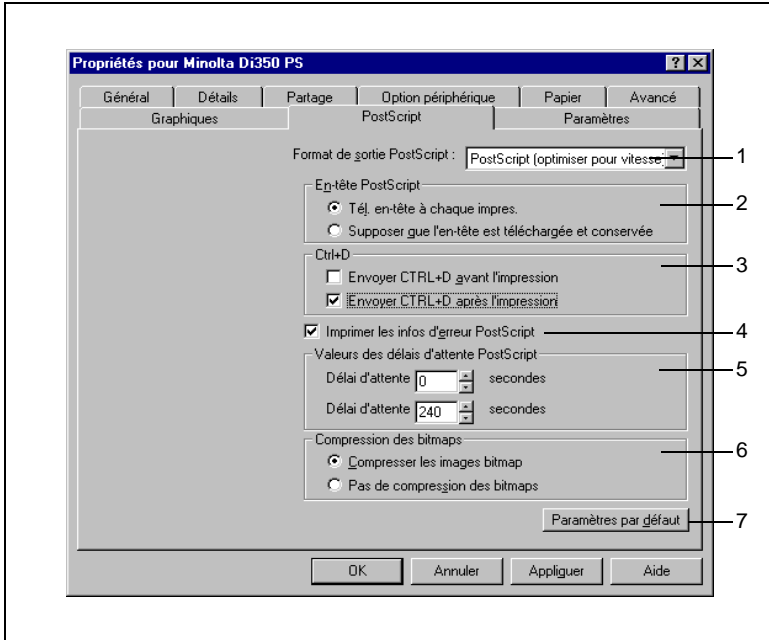 Propriétés pour Minolta Di350 PS
Général Détails Partage Option périphérique Papier Avancé
Graphiques PostScript Paramètres
Format de sortie PostScript : PostScript (optimiser pour vitesse) 1
En-tête PostScript
Tél. en-tête à chaque impres. 2
Supposer que l'en-tête est téléchargée et conservée
Ctrl+D 3
Envoyer CTRL+D avant l'impression
Envoyer CTRL+D après l'impression
Imprimer les infos d'erreur PostScript 4
Valeurs des délais d'attente PostScript
Délai d'attente 0 secondes 5
Délai d'attente 240 secondes
Compression des bitmaps
Compresser les images bitmap 6
Pas de compression des bitmaps
Paramètres par défaut 7
OK Annuler Appliquer Aide